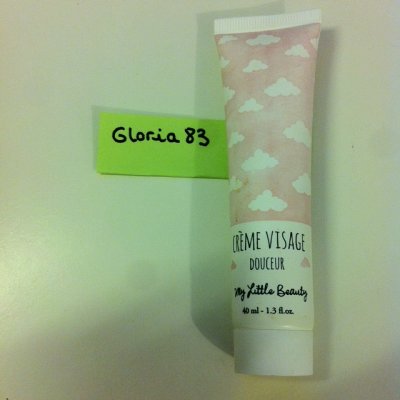 Gloria 83
CRÈME VISAGE
DOUCEUR
My Little Beauty
40 ml - 1.3 fl.oz.